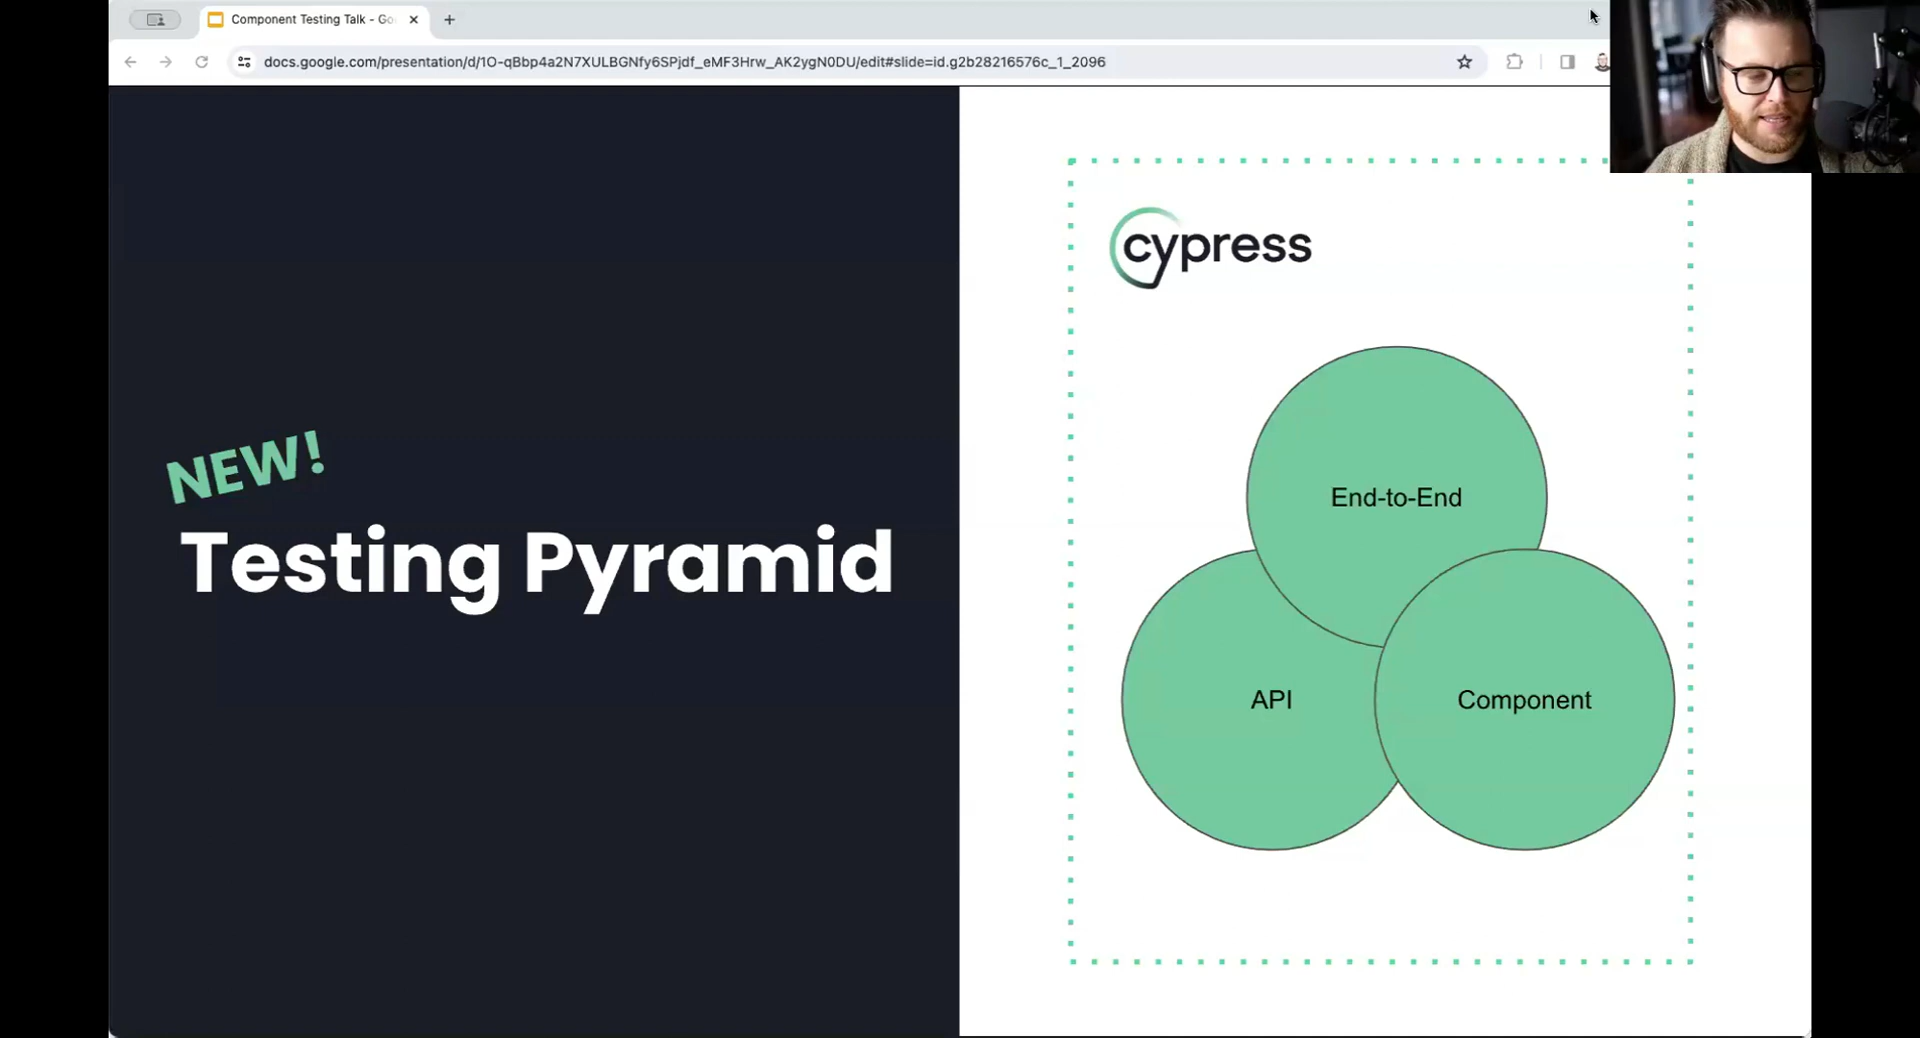 Component Testing Talk - Go
docs.google.com/presentation/d/1O-qBbp4a2N7XULBGNfy6SPjdf_eMF3Hrw_AK2ygN0DU/edit#slide=id.g2b28216576c_1_2096
NEW!
Testing Pyramid
cypress
End-to-End
API
Component